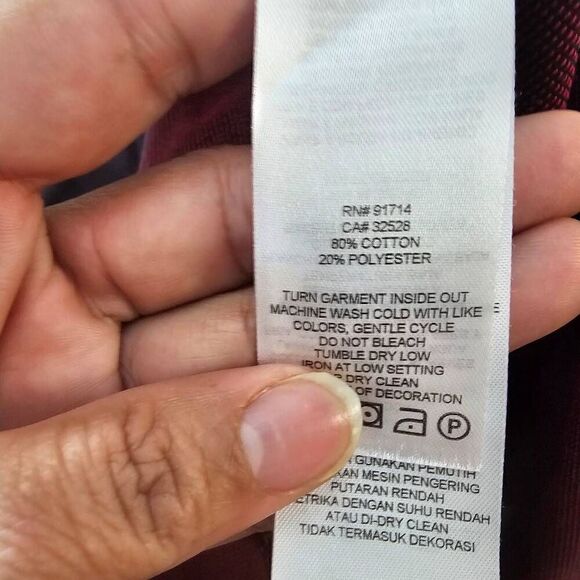 RN# 91714
CA# 32528
80% COTTON
20% POLYESTER
TURN GARMENT INSIDE OUT
MACHINE WASH COLD WITH LIKE
COLORS, GENTLE CYCLE
DO NOT BLEACH
TUMBLE DRY LOW
IRON AT LOW SETTING
DRY CLEAN
OF DECORATION
P
GUNAKAN PEMUTIH
MESIN PENGERING
PUTARAN RENDAH
DENGAN SUHU RENDAH
ATAU DI-DRY CLEAN
TIDAK TERMASUK DEKORASI